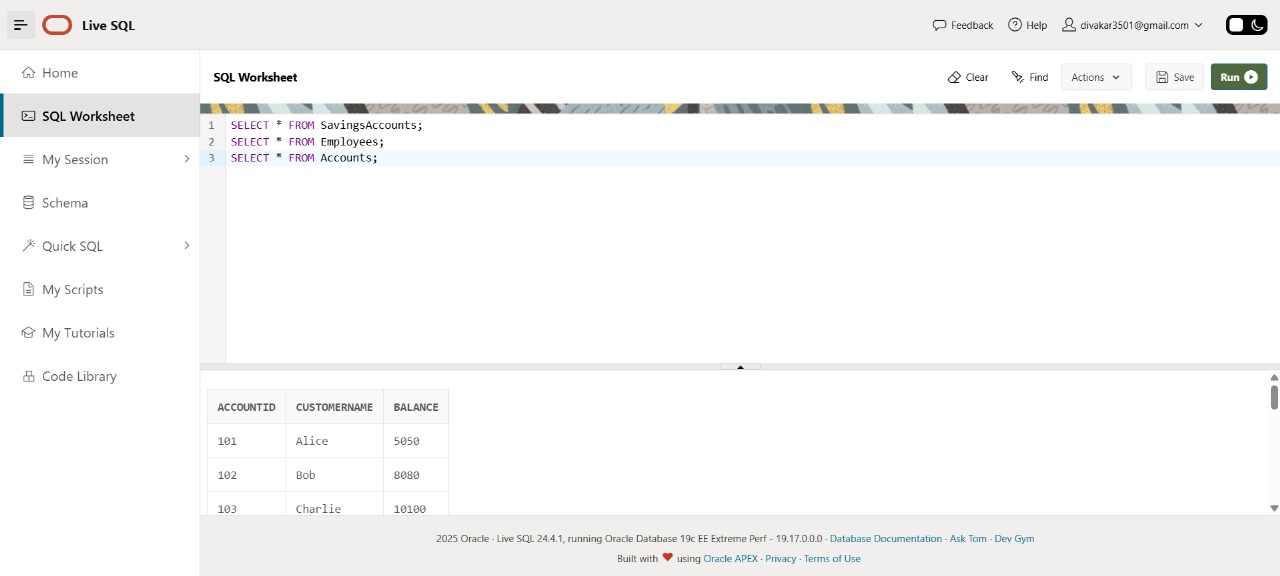 Live SQL
Feedback
Help
divakar3501@gmail.com
Home
SQL Worksheet
My Session
Schema
Quick SQL
My Scripts
My Tutorials
Code Library
SQL Worksheet
Clear
Find
Actions
Save
Run
1 SELECT * FROM SavingsAccounts;
2 SELECT * FROM Employees;
3 SELECT * FROM Accounts;
ACCOUNTID CUSTOMERNAME BALANCE
101 Alice 5050
102 Bob 8080
103 Charlie 10100
2025 Oracle · Live SQL 24.4.1, running Oracle Database 19c EE Extreme Perf - 19.17.0.0.0 · Database Documentation · Ask Tom · Dev Gym
Built with ❤ using Oracle APEX · Privacy · Terms of Use